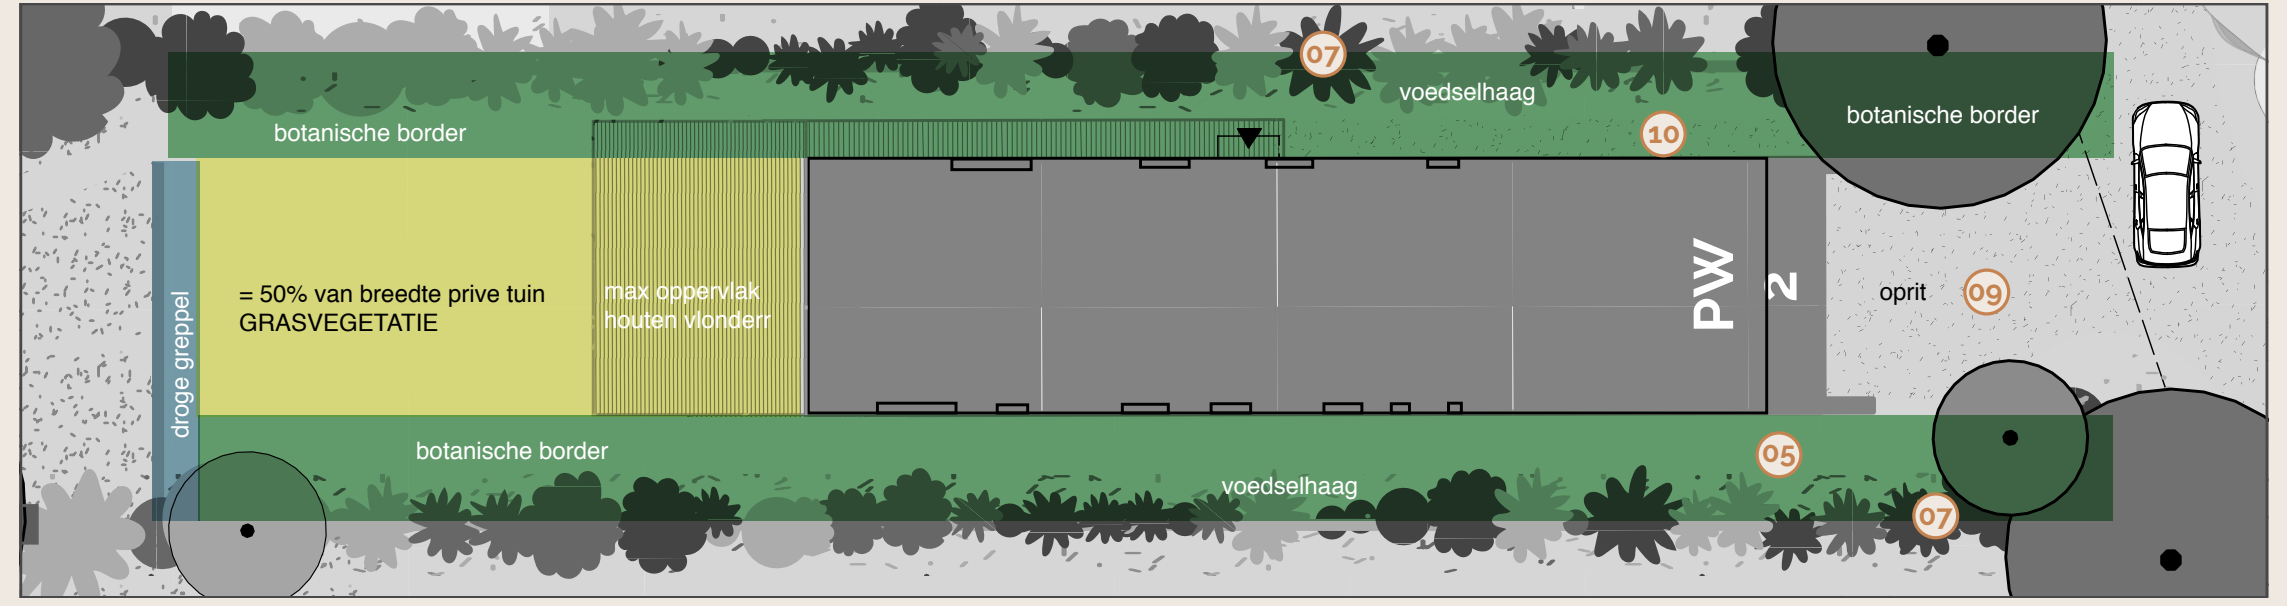 07
voedselhaag
botanische border
botanische border
10
= 50% van breedte prive tuin
GRASVEGETATIE
max oppervlak
houten vlonderr
PW
2
oprit
09
droge greppel
botanische border
05
voedselhaag
07